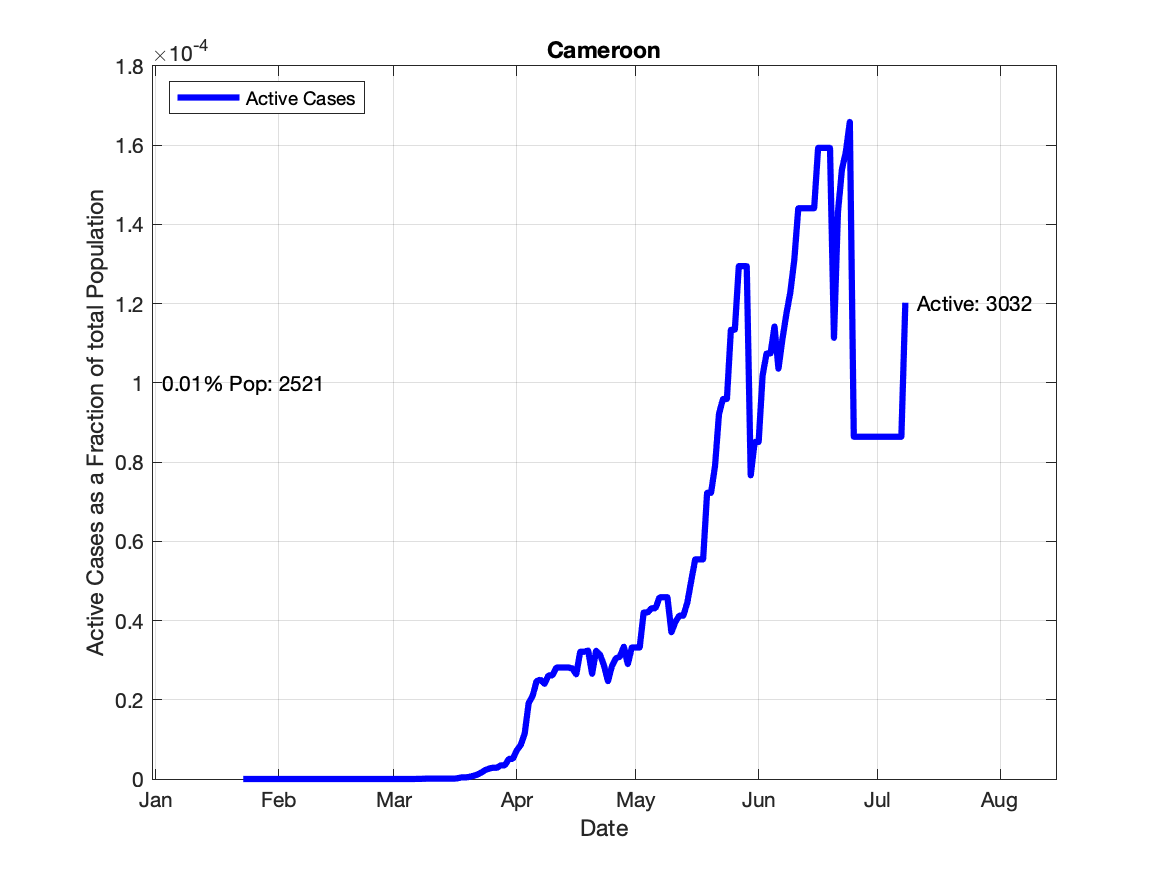 Cameroon
×10-4
1.8
1.6
1.4
1.2
1
0.8
0.6
0.4
0.2
0
Active Cases as a Fraction of total Population
Active Cases
Active: 3032
0.01% Pop: 2521
Jan Feb Mar Apr May Jun Jul Aug
Date